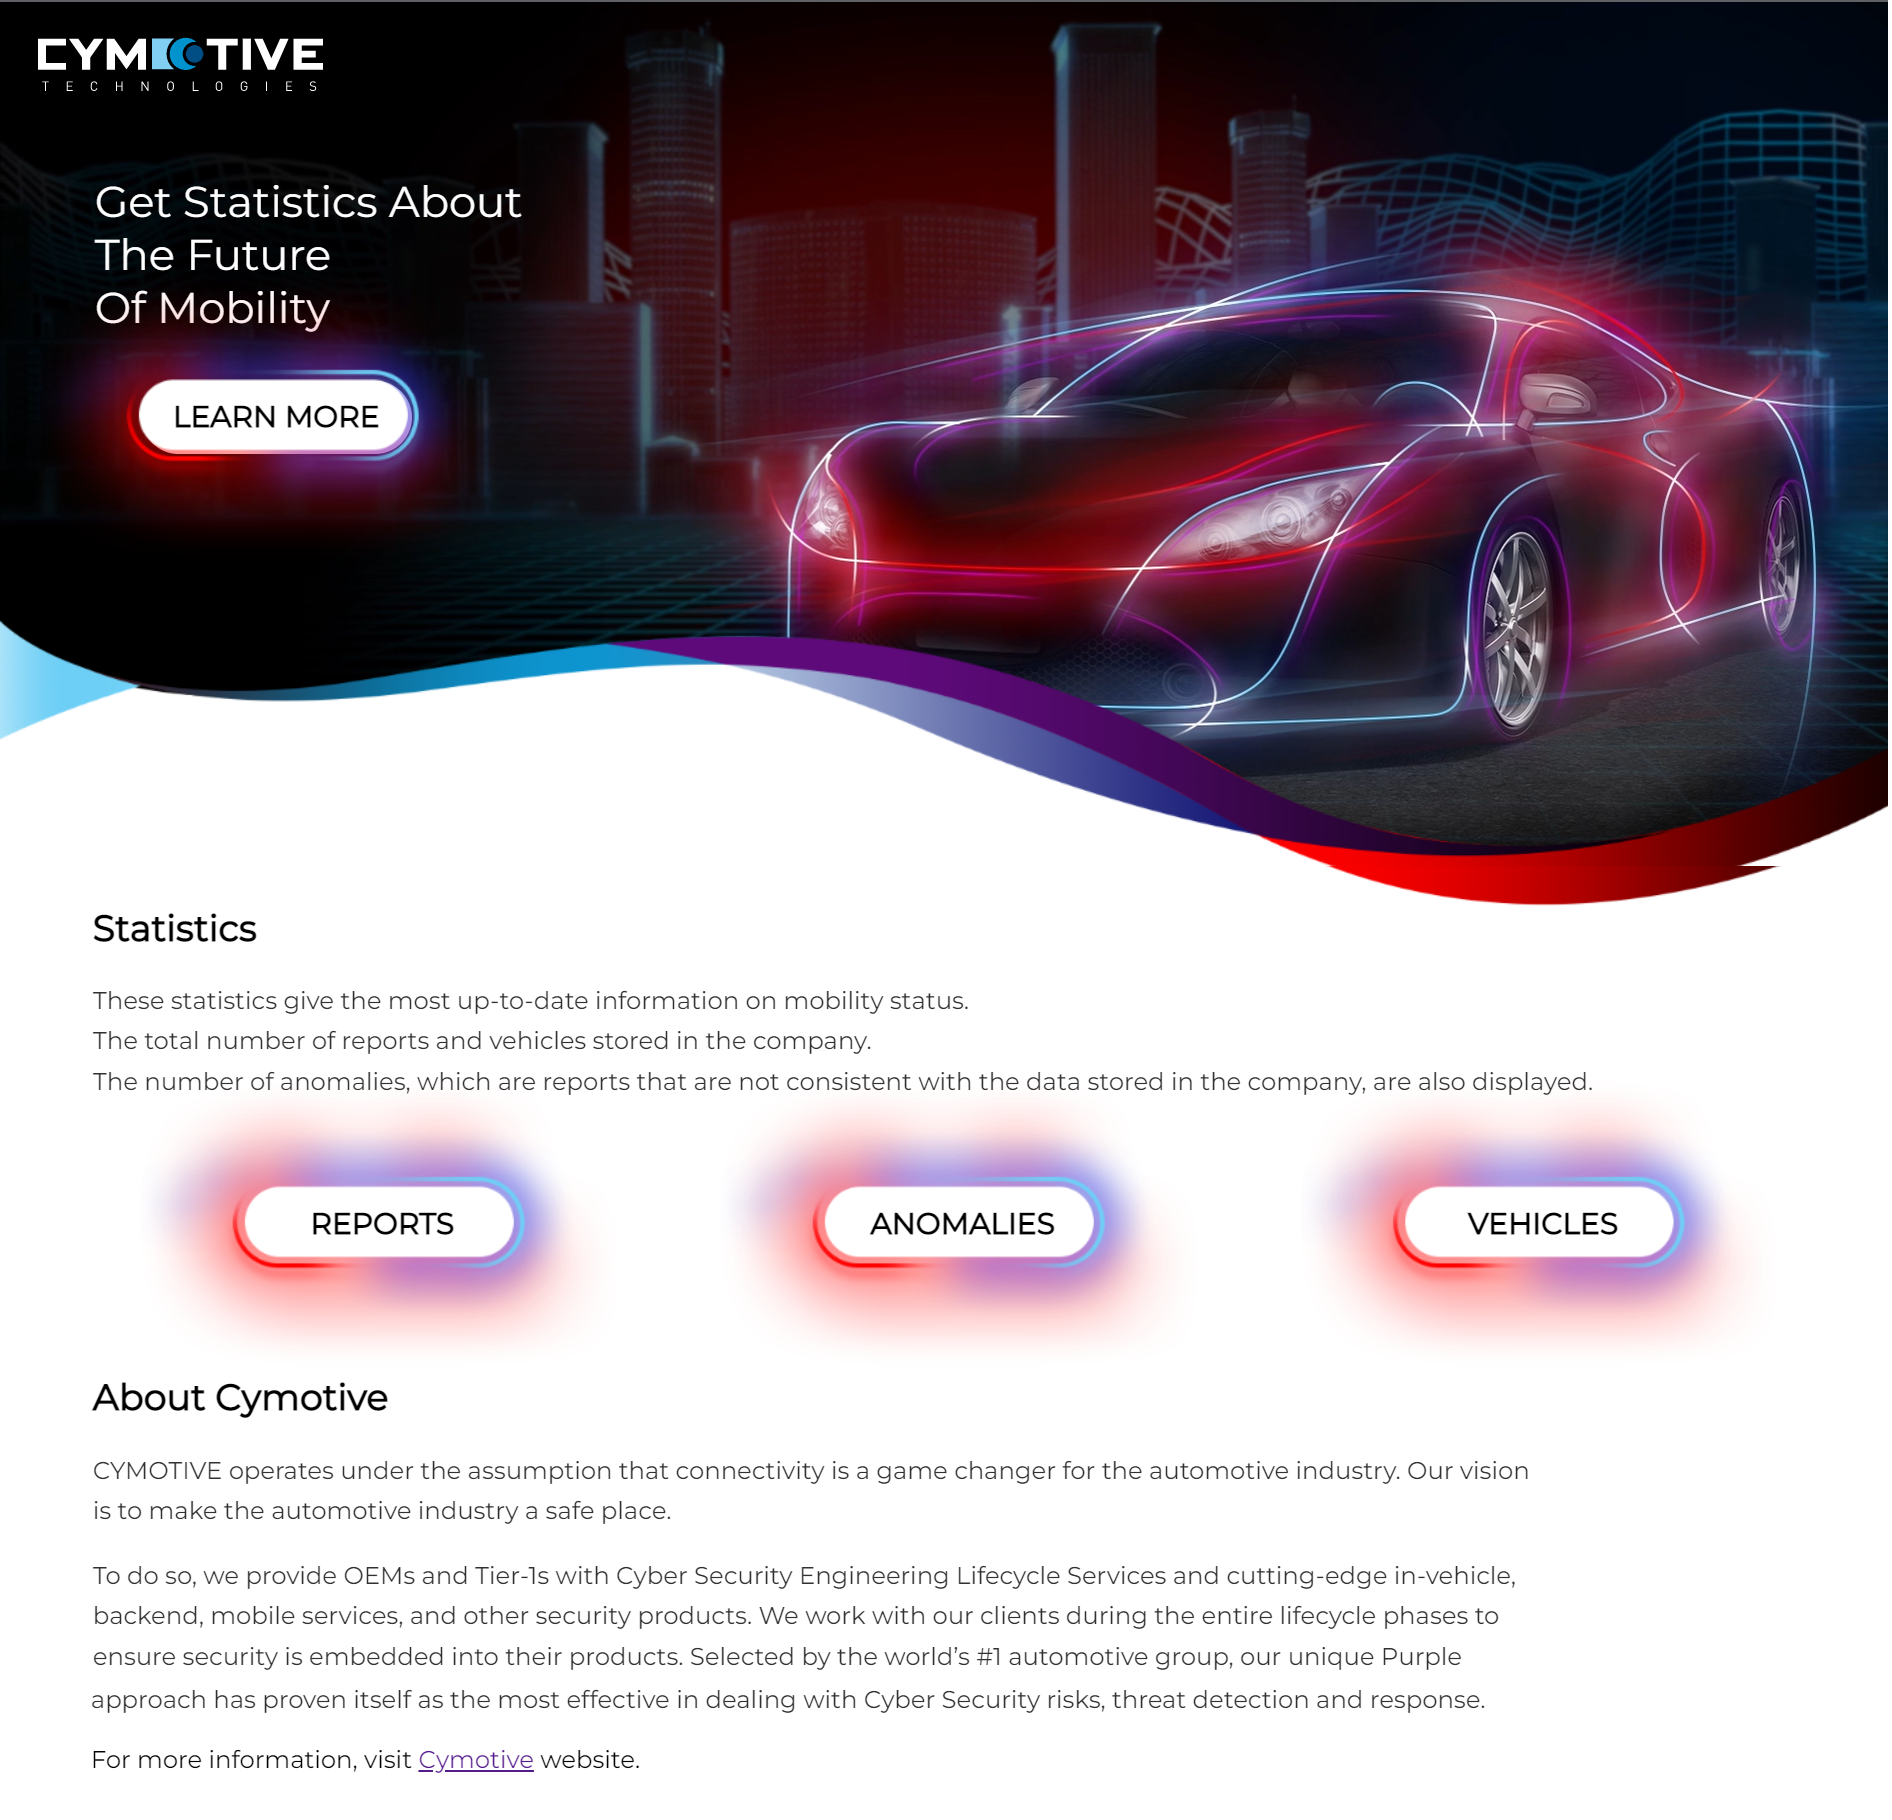 CYMOTIVE
TECHNOLOGIES
Get Statistics About
The Future
Of Mobility
LEARN MORE
Statistics
These statistics give the most up-to-date information on mobility status.
The total number of reports and vehicles stored in the company.
The number of anomalies, which are reports that are not consistent with the data stored in the company, are also displayed.
REPORTS
ANOMALIES
VEHICLES
About Cymotive
CYMOTIVE operates under the assumption that connectivity is a game changer for the automotive industry. Our vision
is to make the automotive industry a safe place.
To do so, we provide OEMs and Tier-1s with Cyber Security Engineering Lifecycle Services and cutting-edge in-vehicle,
backend, mobile services, and other security products. We work with our clients during the entire lifecycle phases to
ensure security is embedded into their products. Selected by the world’s #1 automotive group, our unique Purple
approach has proven itself as the most effective in dealing with Cyber Security risks, threat detection and response.
For more information, visit Cymotive website.